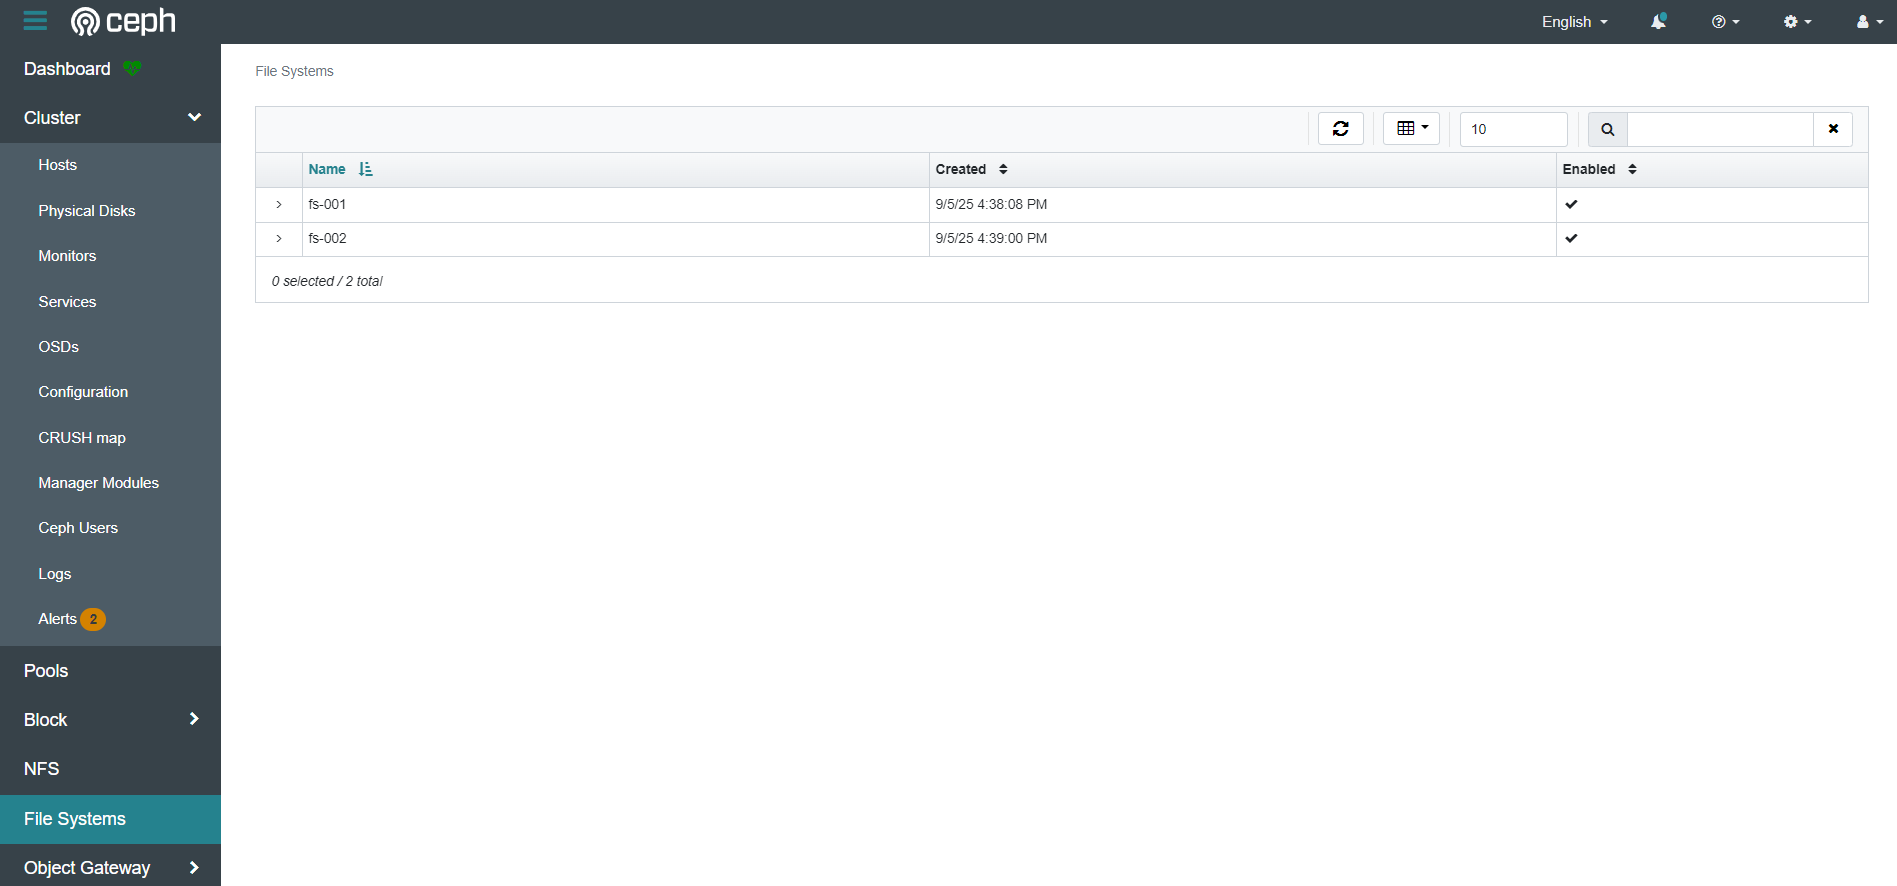 ceph
English
Dashboard
Cluster
Hosts
Physical Disks
Monitors
Services
OSDs
Configuration
CRUSH map
Manager Modules
Ceph Users
Logs
Alerts 2
Pools
Block
NFS
File Systems
Object Gateway
File Systems
10
Name Created Enabled
fs-001 9/5/25 4:38:08 PM
fs-002 9/5/25 4:39:00 PM
0 selected / 2 total